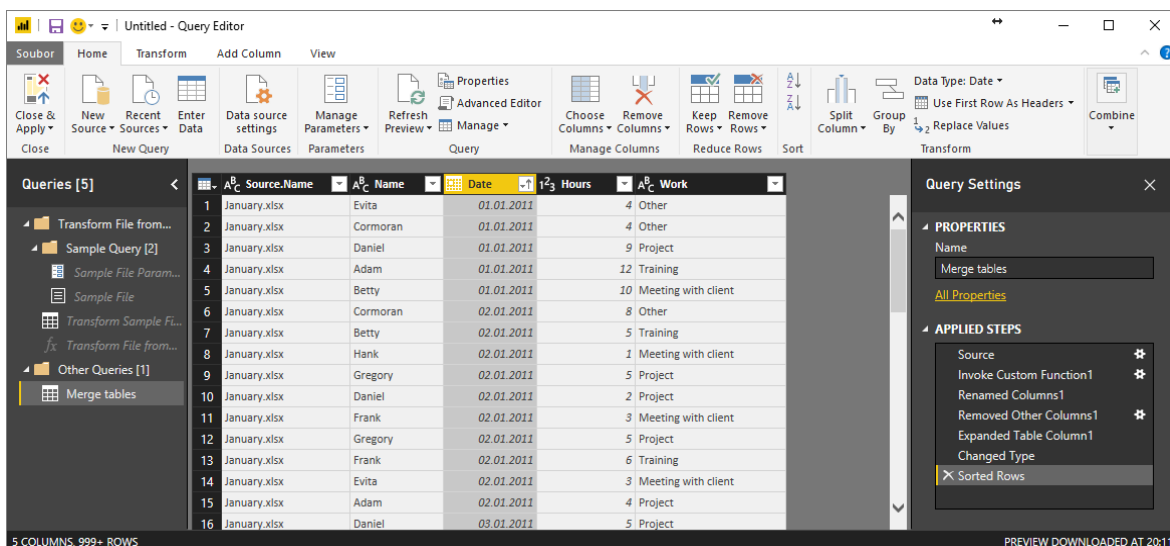 Untitled - Query Editor
Soubor Home Transform Add Column View
Close & Apply
New Source
Recent Sources
Enter Data
Data source settings
Manage Parameters
Refresh Preview
Properties
Advanced Editor
Manage
Choose Columns
Remove Columns
Keep Rows
Remove Rows
Split Column
Group By
Data Type: Date
Use First Row As Headers
Replace Values
Combine
Close New Query Data Sources Parameters Query Manage Columns Reduce Rows Sort Transform
Queries [5]
Transform File from...
Sample Query [2]
Sample File Param...
Sample File
Transform Sample Fi...
fx Transform File from...
Other Queries [1]
Merge tables
ABC Source.Name ABC Name Date 123 Hours ABC Work
1 January.xlsx Evita 01.01.2011 4 Other
2 January.xlsx Cormoran 01.01.2011 4 Other
3 January.xlsx Daniel 01.01.2011 9 Project
4 January.xlsx Adam 01.01.2011 12 Training
5 January.xlsx Betty 01.01.2011 10 Meeting with client
6 January.xlsx Cormoran 02.01.2011 8 Other
7 January.xlsx Betty 02.01.2011 5 Training
8 January.xlsx Hank 02.01.2011 1 Meeting with client
9 January.xlsx Gregory 02.01.2011 5 Project
10 January.xlsx Daniel 02.01.2011 2 Project
11 January.xlsx Frank 02.01.2011 3 Meeting with client
12 January.xlsx Gregory 02.01.2011 5 Project
13 January.xlsx Frank 02.01.2011 6 Training
14 January.xlsx Evita 02.01.2011 3 Meeting with client
15 January.xlsx Adam 02.01.2011 4 Project
16 January.xlsx Daniel 03.01.2011 5 Project
Query Settings
PROPERTIES
Name
Merge tables
All Properties
APPLIED STEPS
Source
Invoke Custom Function1
Renamed Columns1
Removed Other Columns1
Expanded Table Column1
Changed Type
Sorted Rows
5 COLUMNS, 999+ ROWS
PREVIEW DOWNLOADED AT 20:11